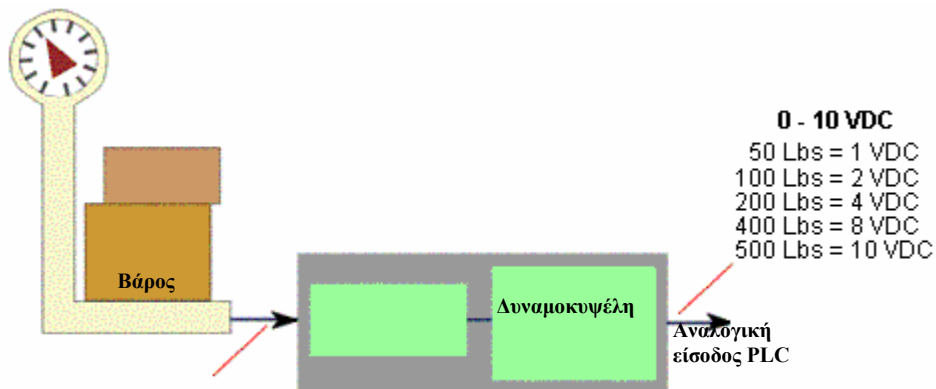 0 - 10 VDC
50 Lbs = 1 VDC
100 Lbs = 2 VDC
200 Lbs = 4 VDC
400 Lbs = 8 VDC
500 Lbs = 10 VDC
Βάρος
Δυναμοκυψέλη
Αναλογική
είσοδος PLC